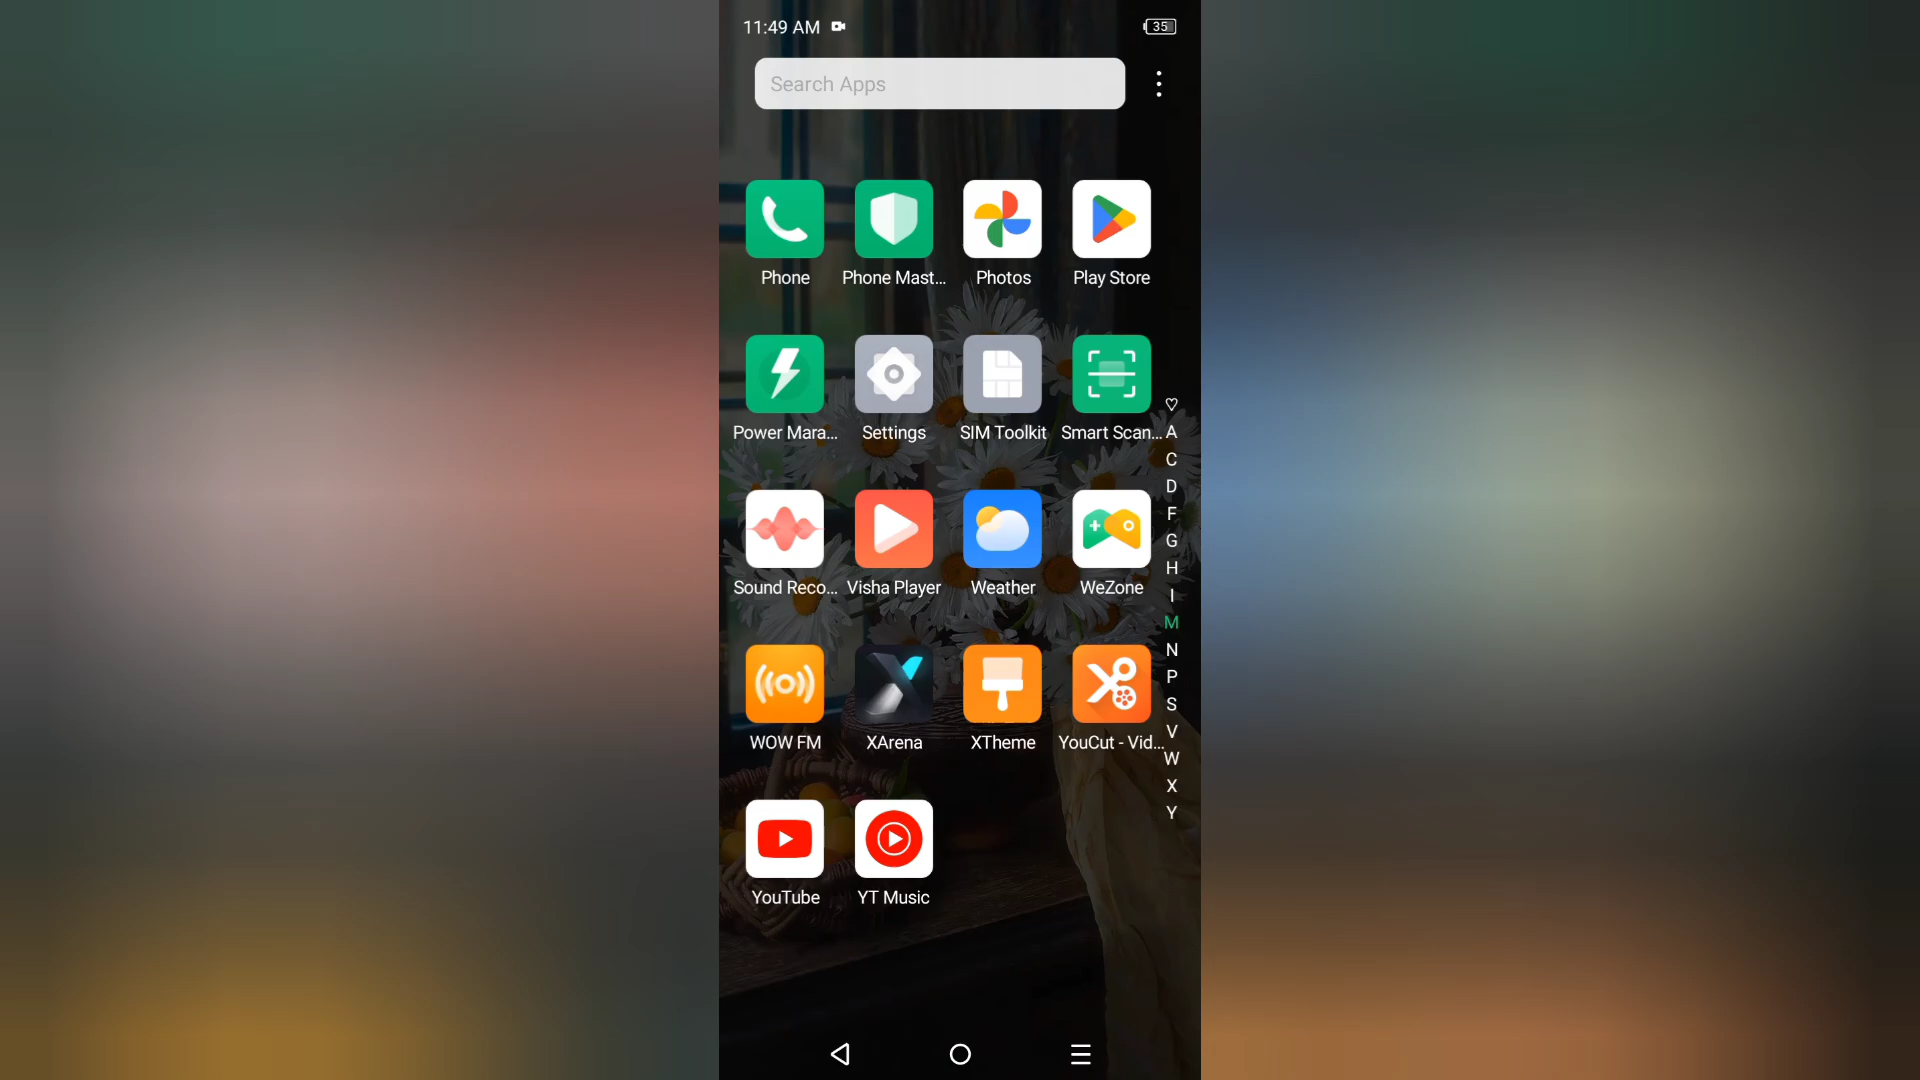 11:49 AM
35
Search Apps
Phone
Phone Mast...
Photos
Play Store
Power Mara...
Settings
SIM Toolkit
Smart Scan...
Sound Reco...
Visha Player
Weather
WeZone
WOW FM
XArena
XTheme
YouCut - Vid...
YouTube
YT Music
A
C
D
F
G
H
I
M
N
P
S
V
W
X
Y